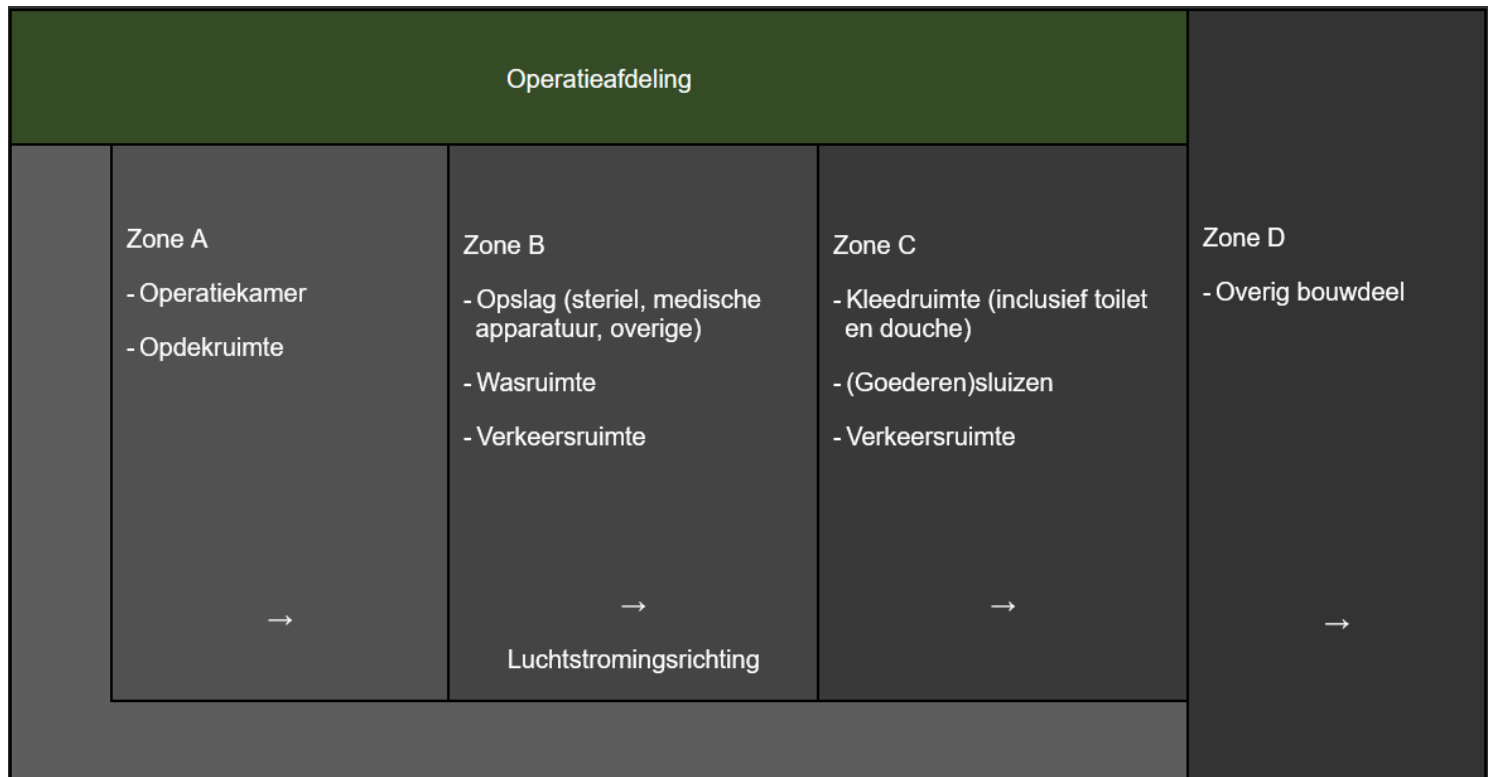 Operatieafdeling
Zone A
- Operatiekamer
- Opdekruimte
→
Zone B
- Opslag (steriel, medische
apparatuur, overige)
- Wasruimte
- Verkeersruimte
→
Luchtstromingsrichting
Zone C
- Kleedruimte (inclusief toilet
en douche)
- (Goederen)sluizen
- Verkeersruimte
→
Zone D
- Overig bouwdeel
→